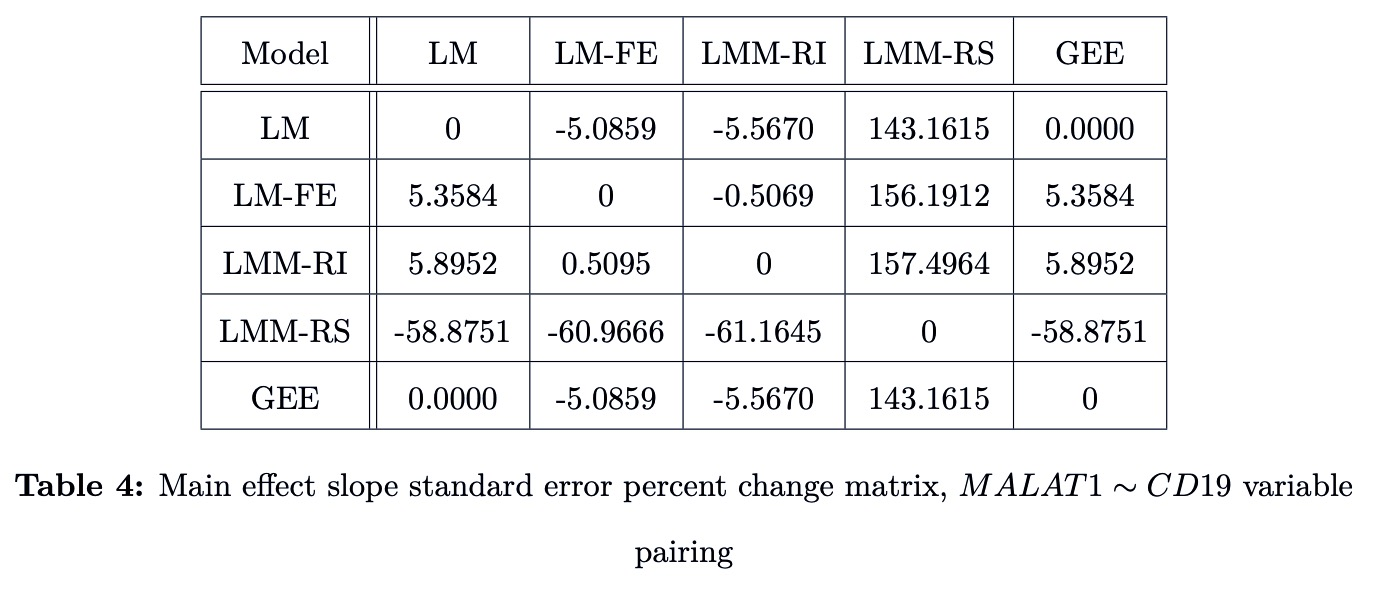 Model LM LM-FE LMM-RI LMM-RS GEE
LM 0 -5.0859 -5.5670 143.1615 0.0000
LM-FE 5.3584 0 -0.5069 156.1912 5.3584
LMM-RI 5.8952 0.5095 0 157.4964 5.8952
LMM-RS -58.8751 -60.9666 -61.1645 0 -58.8751
GEE 0.0000 -5.0859 -5.5670 143.1615 0
Table 4: Main effect slope standard error percent change matrix, MALAT1 ∼ CD19 variable
pairing